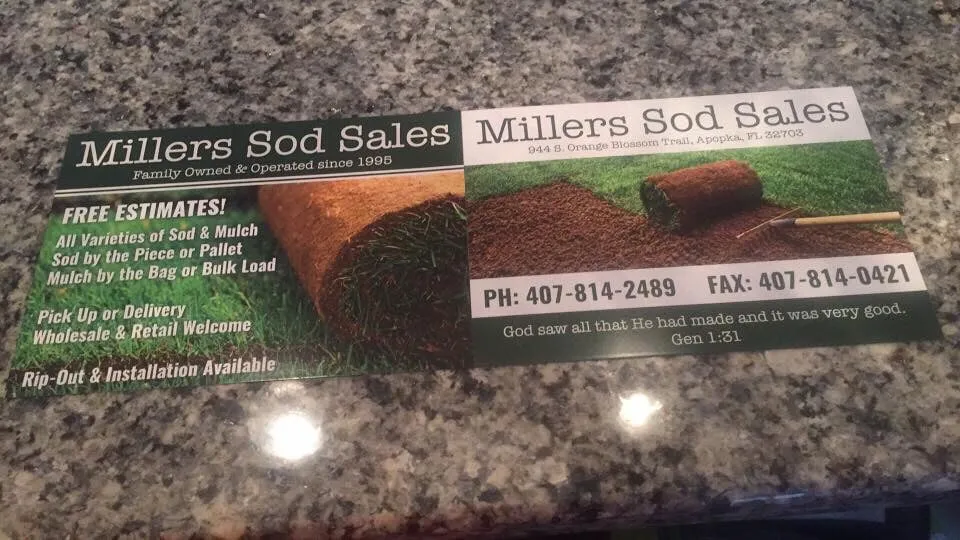 Millers Sod Sales
Family Owned & Operated since 1995
FREE ESTIMATES!
All Varieties of Sod & Mulch
Sod by the Piece or Pallet
Mulch by the Bag or Bulk Load
Pick Up or Delivery
Wholesale & Retail Welcome
Rip-Out & Installation Available
Millers Sod Sales
944 S. Orange Blossom Trail, Apopka, FL 32703
PH: 407-814-2489 FAX: 407-814-0421
God saw all that He had made and it was very good.
Gen 1:31